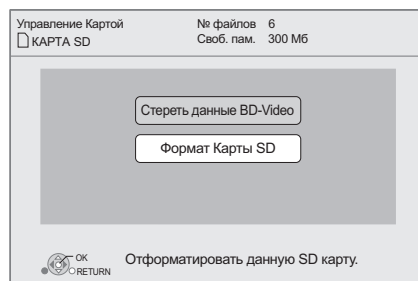 Управление Картой № файлов 6
КАРТА SD Своб. пам. 300 Мб
Стереть данные BD-Video
Формат Карты SD
OK
RETURN
Отформатировать данную SD карту.